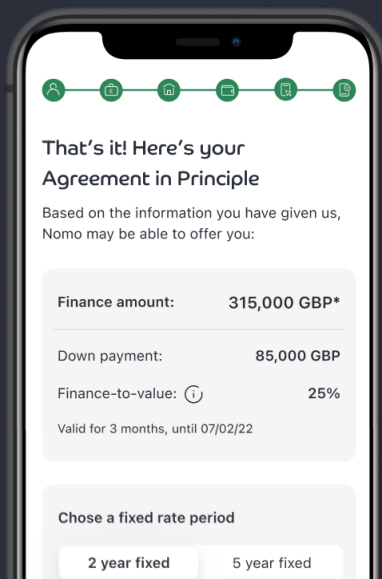 That's it! Here's your
Agreement in Principle
Based on the information you have given us,
Nomo may be able to offer you:
Finance amount: 315,000 GBP*
Down payment: 85,000 GBP
Finance-to-value: i 25%
Valid for 3 months, until 07/02/22
Chose a fixed rate period
2 year fixed 5 year fixed